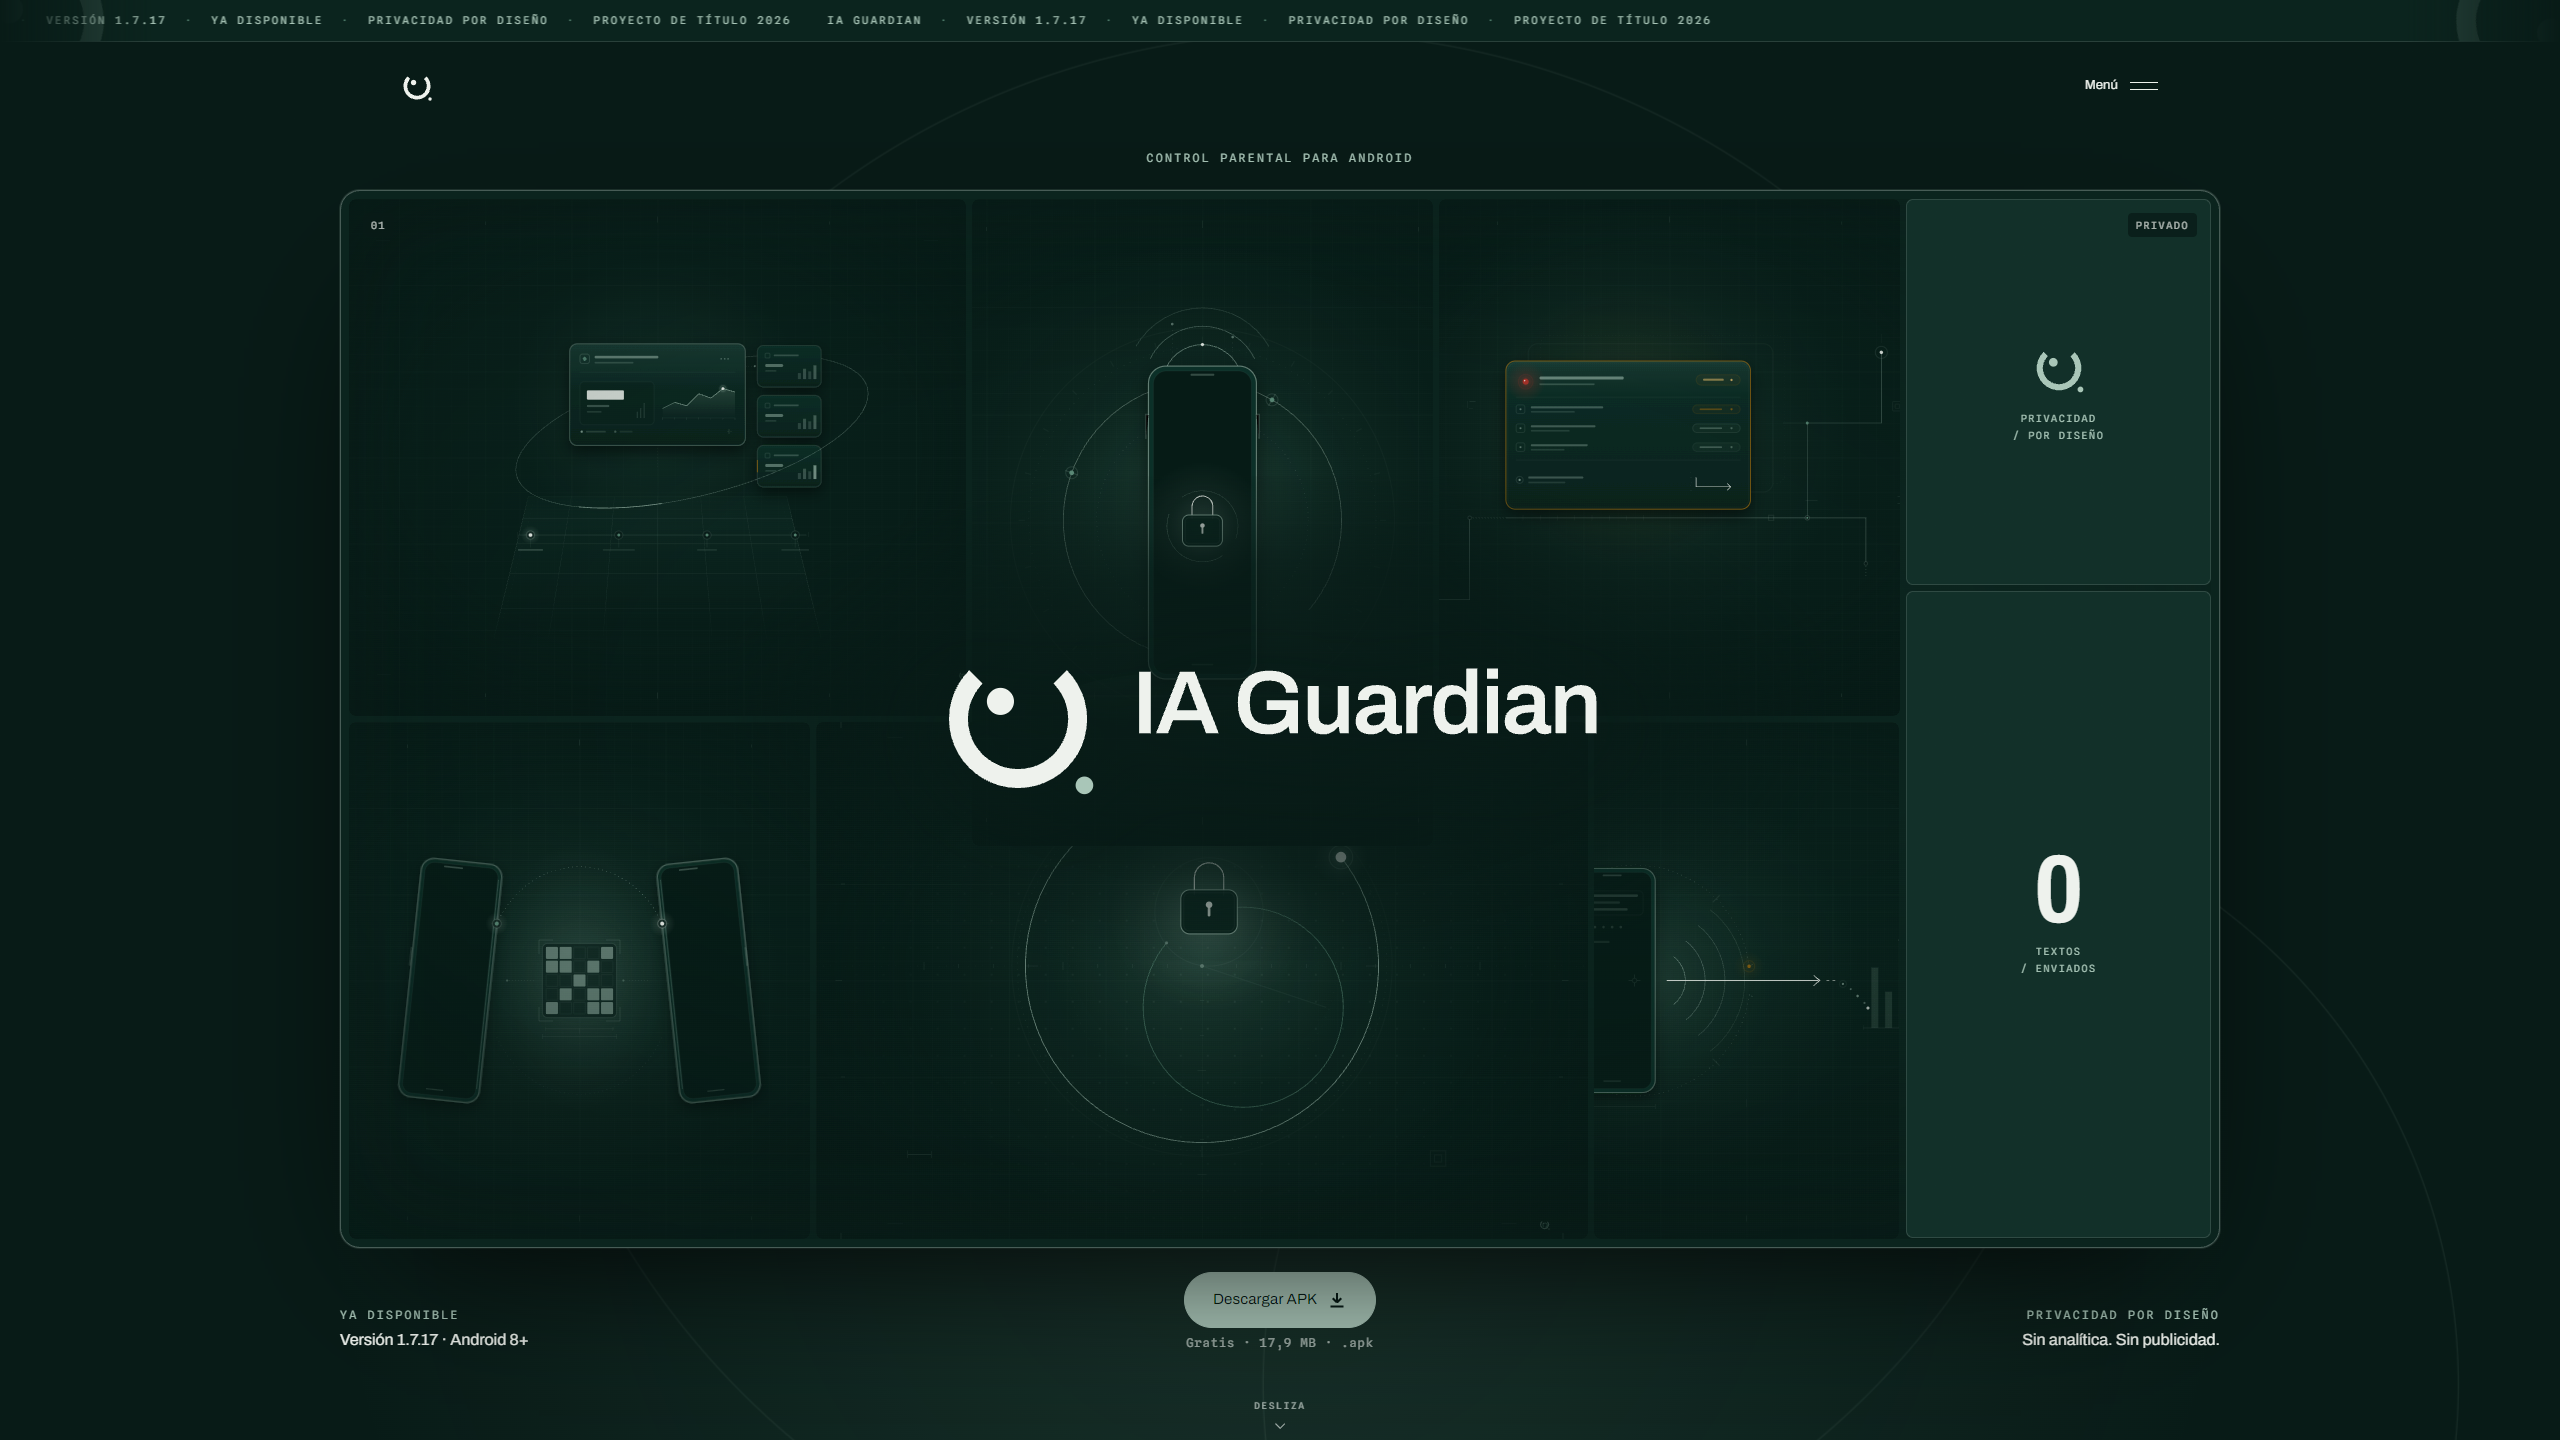 VERSIÓN 1.7.17 · YA DISPONIBLE · PRIVACIDAD POR DISEÑO · PROYECTO DE TÍTULO 2026 IA GUARDIAN · VERSIÓN 1.7.17 · YA DISPONIBLE · PRIVACIDAD POR DISEÑO · PROYECTO DE TÍTULO 2026
Menú
CONTROL PARENTAL PARA ANDROID
01
PRIVADO
PRIVACIDAD
/ POR DISEÑO
IA Guardian
0
TEXTOS
/ ENVIADOS
Descargar APK
Gratis · 17,9 MB · .apk
YA DISPONIBLE
Versión 1.7.17 · Android 8+
PRIVACIDAD POR DISEÑO
Sin analítica. Sin publicidad.
DESLIZA